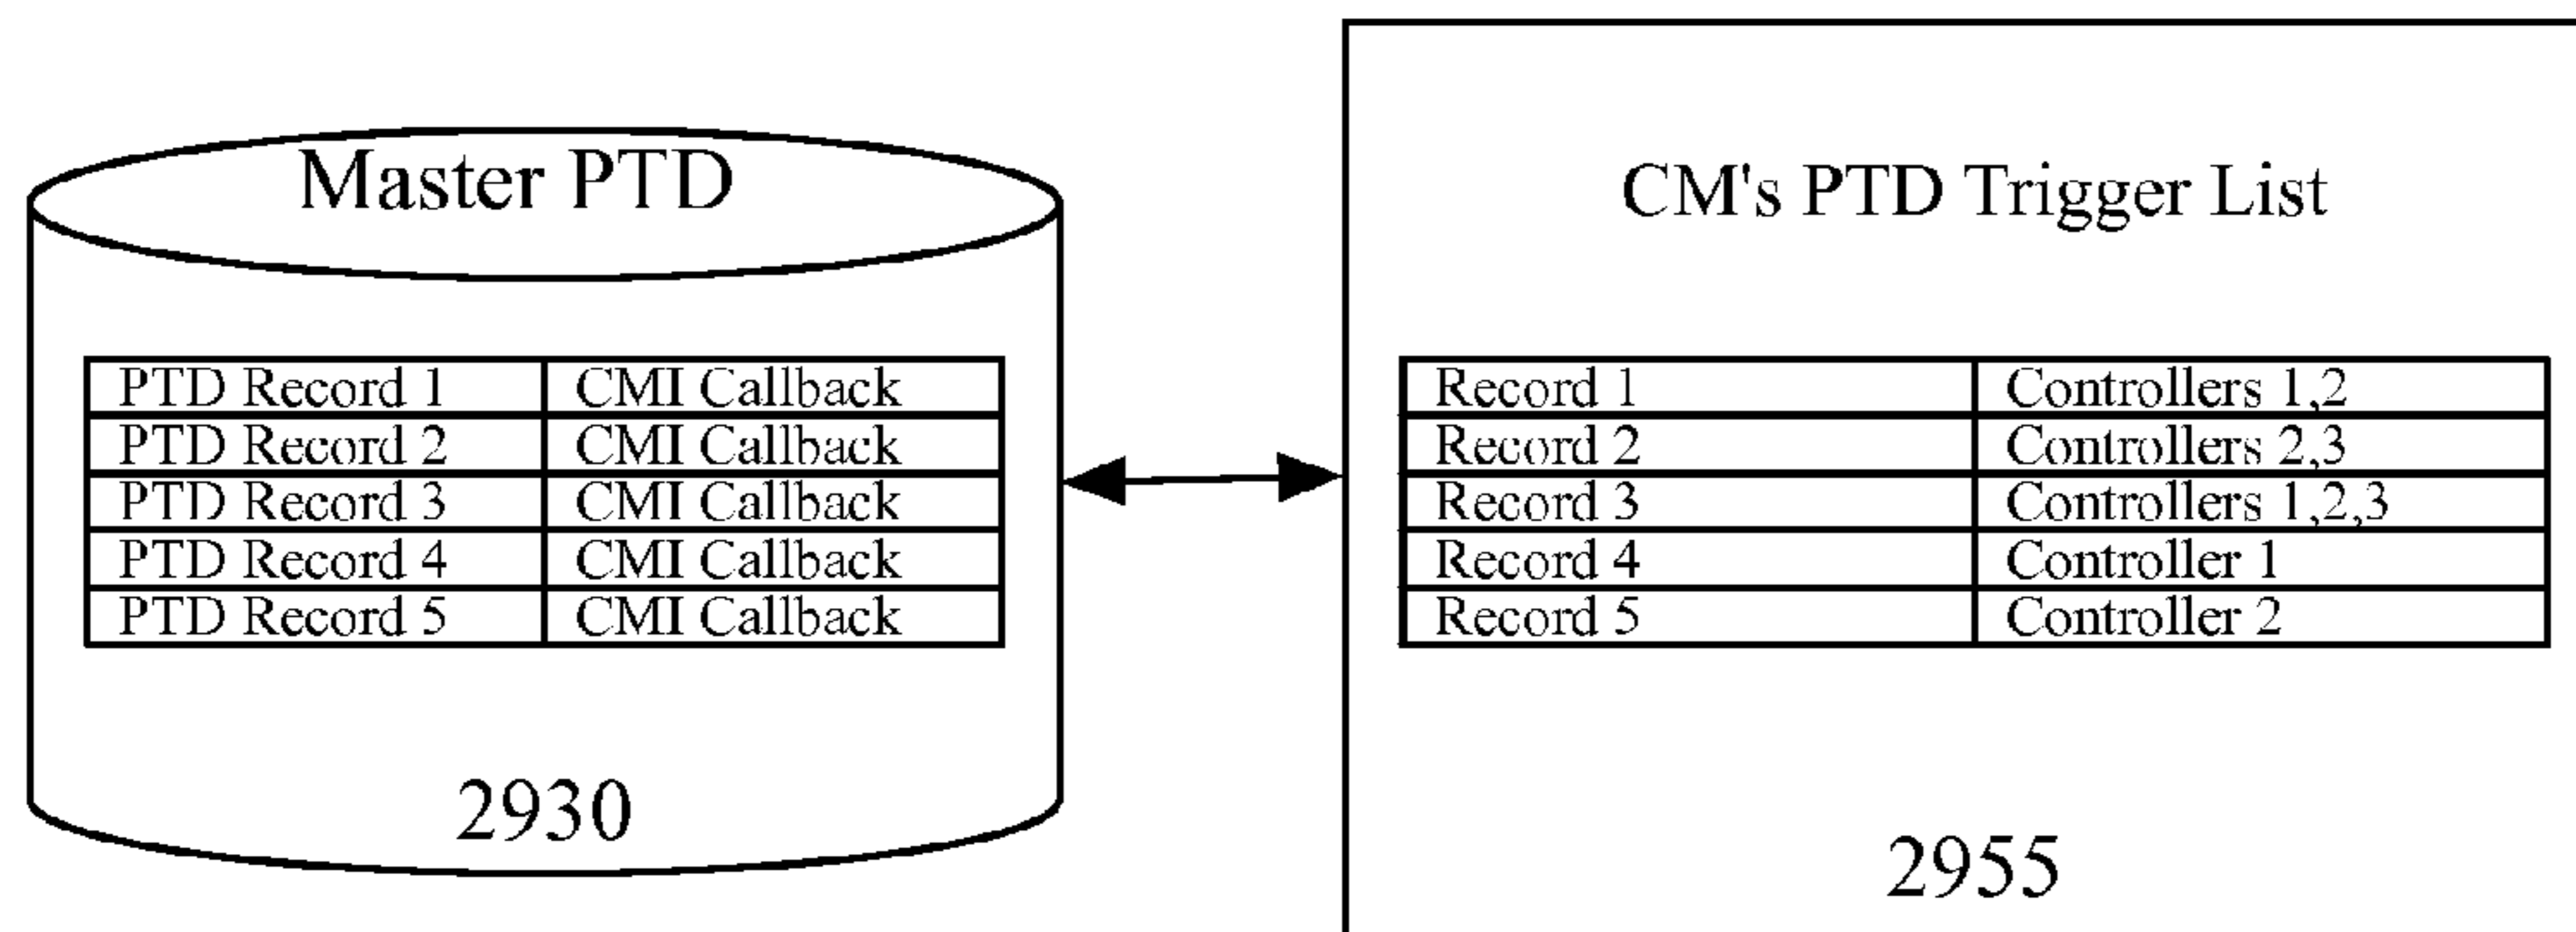 Master PTD
PTD Record 1 CMI Callback
PTD Record 2 CMI Callback
PTD Record 3 CMI Callback
PTD Record 4 CMI Callback
PTD Record 5 CMI Callback
2930
CM's PTD Trigger List
Record 1 Controllers 1,2
Record 2 Controllers 2,3
Record 3 Controllers 1,2,3
Record 4 Controller 1
Record 5 Controller 2
2955